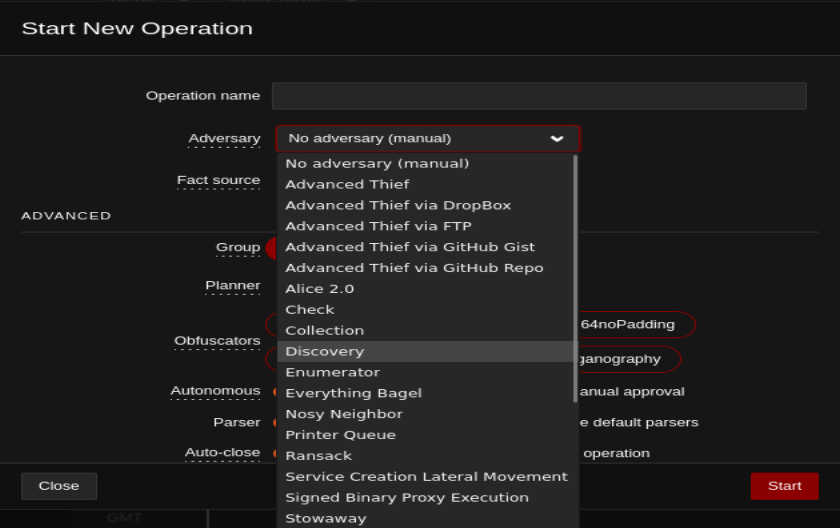 Start New Operation
Operation name
Adversary No adversary (manual)
No adversary (manual)
Fact source
Advanced Thief
Advanced Thief via DropBox
ADVANCED
Advanced Thief via FTP
Group
Advanced Thief via GitHub Gist
Advanced Thief via GitHub Repo
Planner
Alice 2.0
Check
64noPadding
Collection
Obfuscators
Discovery
ganography
Enumerator
Autonomous
Everything Bagel
anual approval
Nosy Neighbor
Parser
e default parsers
Printer Queue
Auto-close
Ransack
operation
Service Creation Lateral Movement
Close
Start
Signed Binary Proxy Execution
Stowaway
GMT